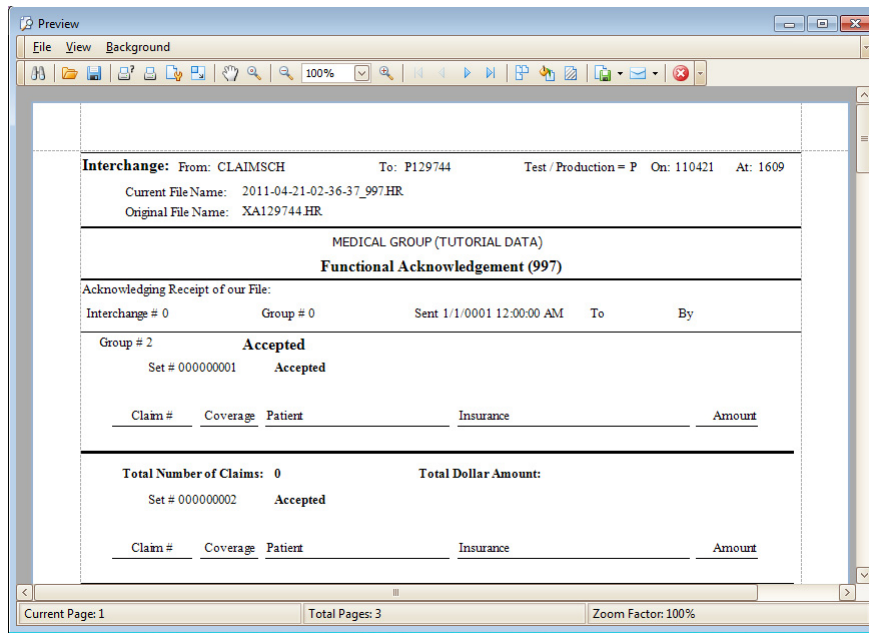 Preview
File View Background
100%
Interchange: From: CLAIMSCH To: P129744 Test / Production = P On: 110421 At: 1609
Current File Name: 2011-04-21-02-36-37_997.HR
Original File Name: XA129744.HR
MEDICAL GROUP (TUTORIAL DATA)
Functional Acknowledgement (997)
Acknowledging Receipt of our File:
Interchange # 0 Group # 0 Sent 1/1/0001 12:00:00 AM To By
Group # 2 Accepted
Set # 000000001 Accepted
Claim # Coverage Patient Insurance Amount
Total Number of Claims: 0 Total Dollar Amount:
Set # 000000002 Accepted
Claim # Coverage Patient Insurance Amount
Current Page: 1 Total Pages: 3 Zoom Factor: 100%